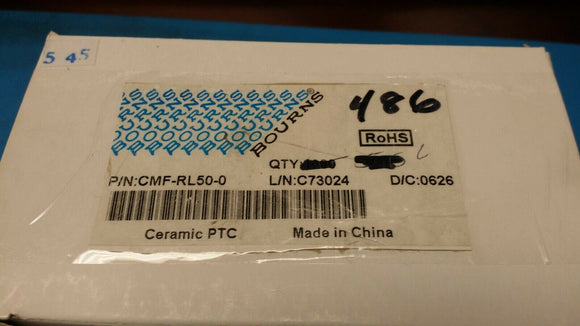 5 45
BOURNS®
486
RoHS
QTY:
P/N:CMF-RL50-0 L/N:C73024 D/C:0626
Ceramic PTC Made in China